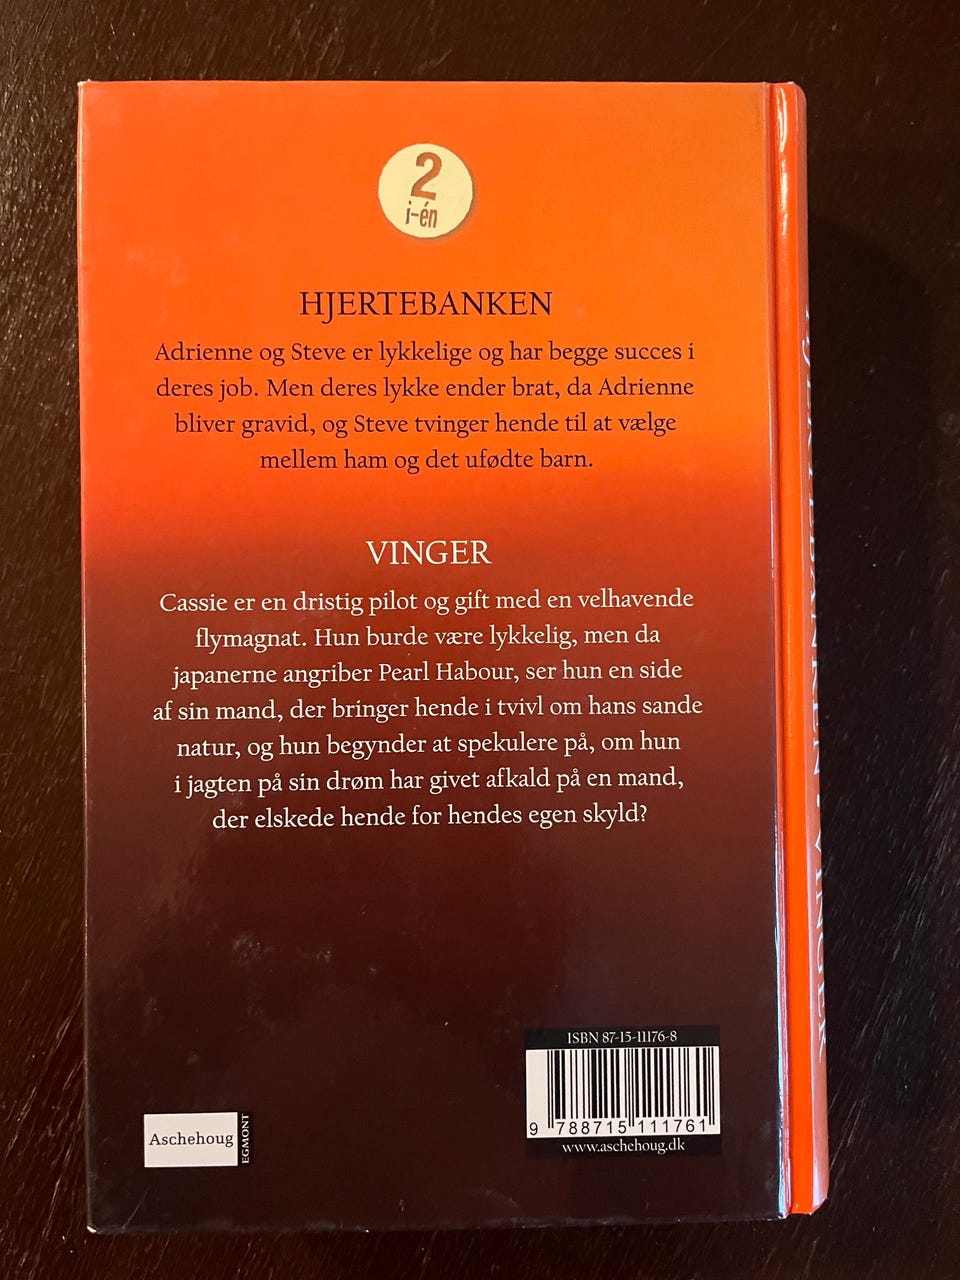 2
i-én
HJERTEBANKEN
Adrienne og Steve er lykkelige og har begge succes i
deres job. Men deres lykke ender brat, da Adrienne
bliver gravid, og Steve tvinger hende til at vælge
mellem ham og det ufødte barn.
VINGER
Cassie er en dristig pilot og gift med en velhavende
flymagnat. Hun burde være lykkelig, men da
japanerne angriber Pearl Habour, ser hun en side
af sin mand, der bringer hende i tvivl om hans sande
natur, og hun begynder at spekulere på, om hun
i jagten på sin drøm har givet afkald på en mand,
der elskede hende for hendes egen skyld?
ISBN 87-15-11176-8
9 788715 111761
www.aschehoug.dk
Aschehoug
EGMONT
HJERTEBANKEN • VINGER